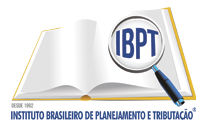 IBPT
DESDE 1992
INSTITUTO BRASILEIRO DE PLANEJAMENTO E TRIBUTAÇÃO®